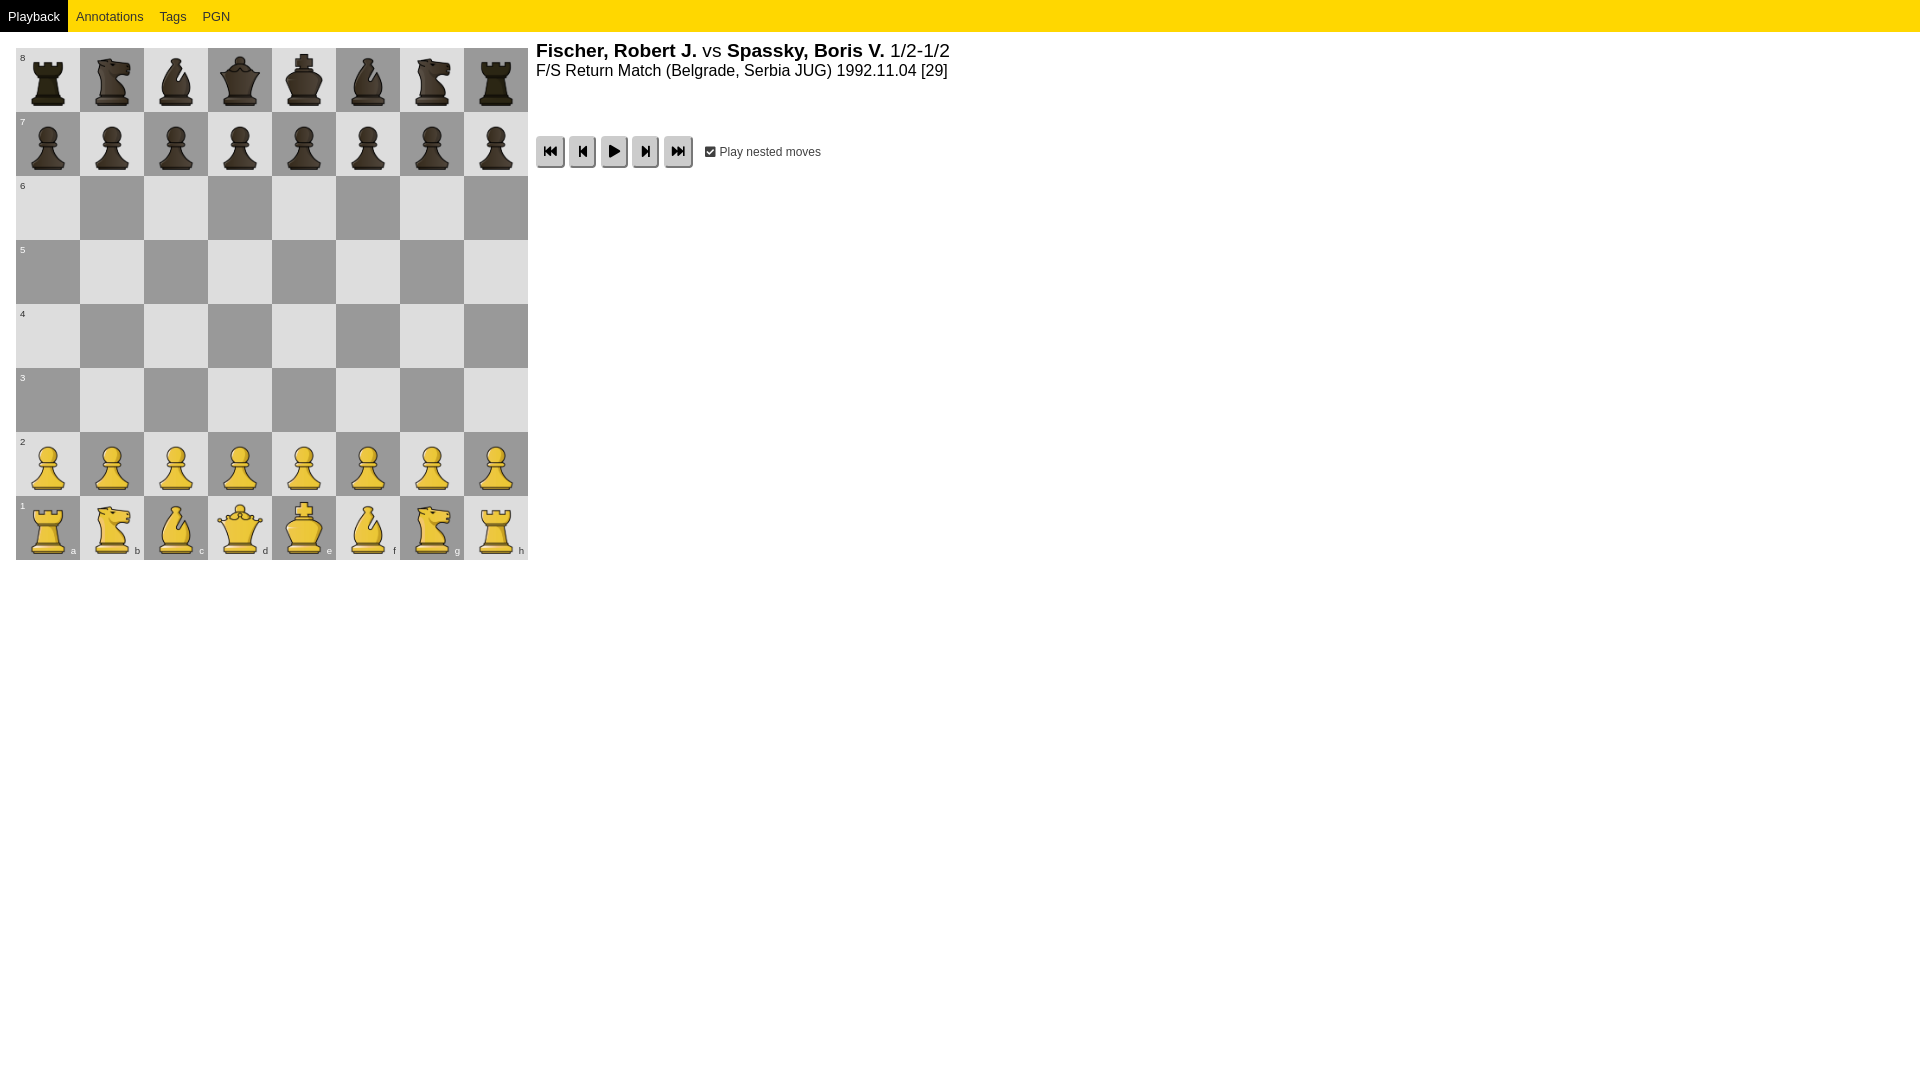 Playback Annotations Tags PGN
Fischer, Robert J. vs Spassky, Boris V. 1/2-1/2
F/S Return Match (Belgrade, Serbia JUG) 1992.11.04 [29]
Play nested moves
8
7
6
5
4
3
2
1
a b c d e f g h